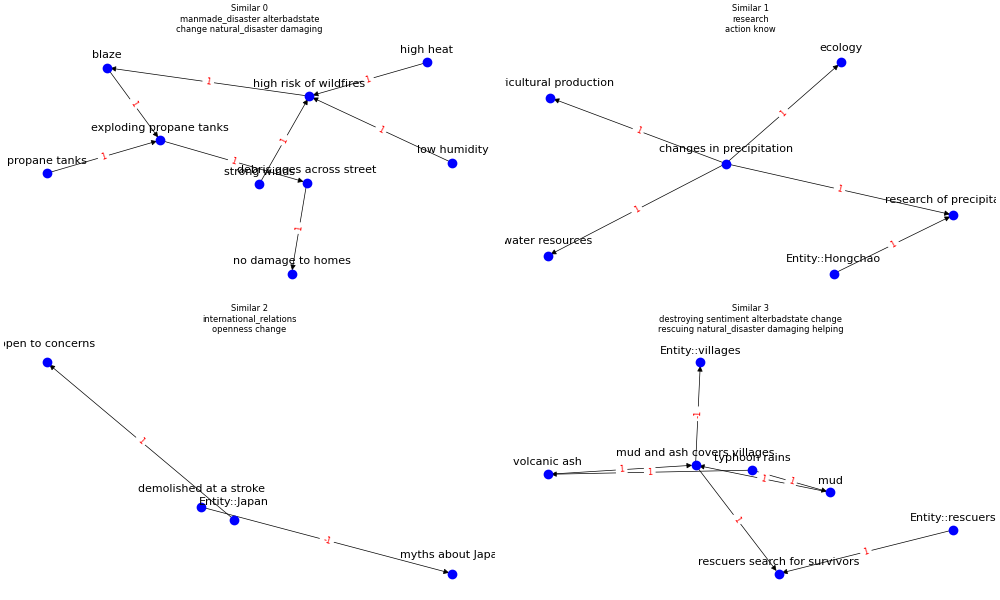 Similar 0
manmade_disaster alterbadstate
change natural_disaster damaging
blaze
high heat
high risk of wildfires
1
1
1
exploding propane tanks
1
propane tanks
1
1
1
low humidity
strong winds
debris goes across street
1
no damage to homes
Similar 1
research
action know
ecology
icultural production
1
1
changes in precipitation
1
research of precipita
1
water resources
1
Entity::Hongchao
Similar 2
international_relations
openness change
pen to concerns
1
demolished at a stroke
Entity::Japan
-1
myths about Japa
Similar 3
destroying sentiment alterbadstate change
rescuing natural_disaster damaging helping
Entity::villages
-1
mud and ash covers villages
typhoon rains
volcanic ash
1
1
1
1
mud
1
Entity::rescuers
1
rescuers search for survivors